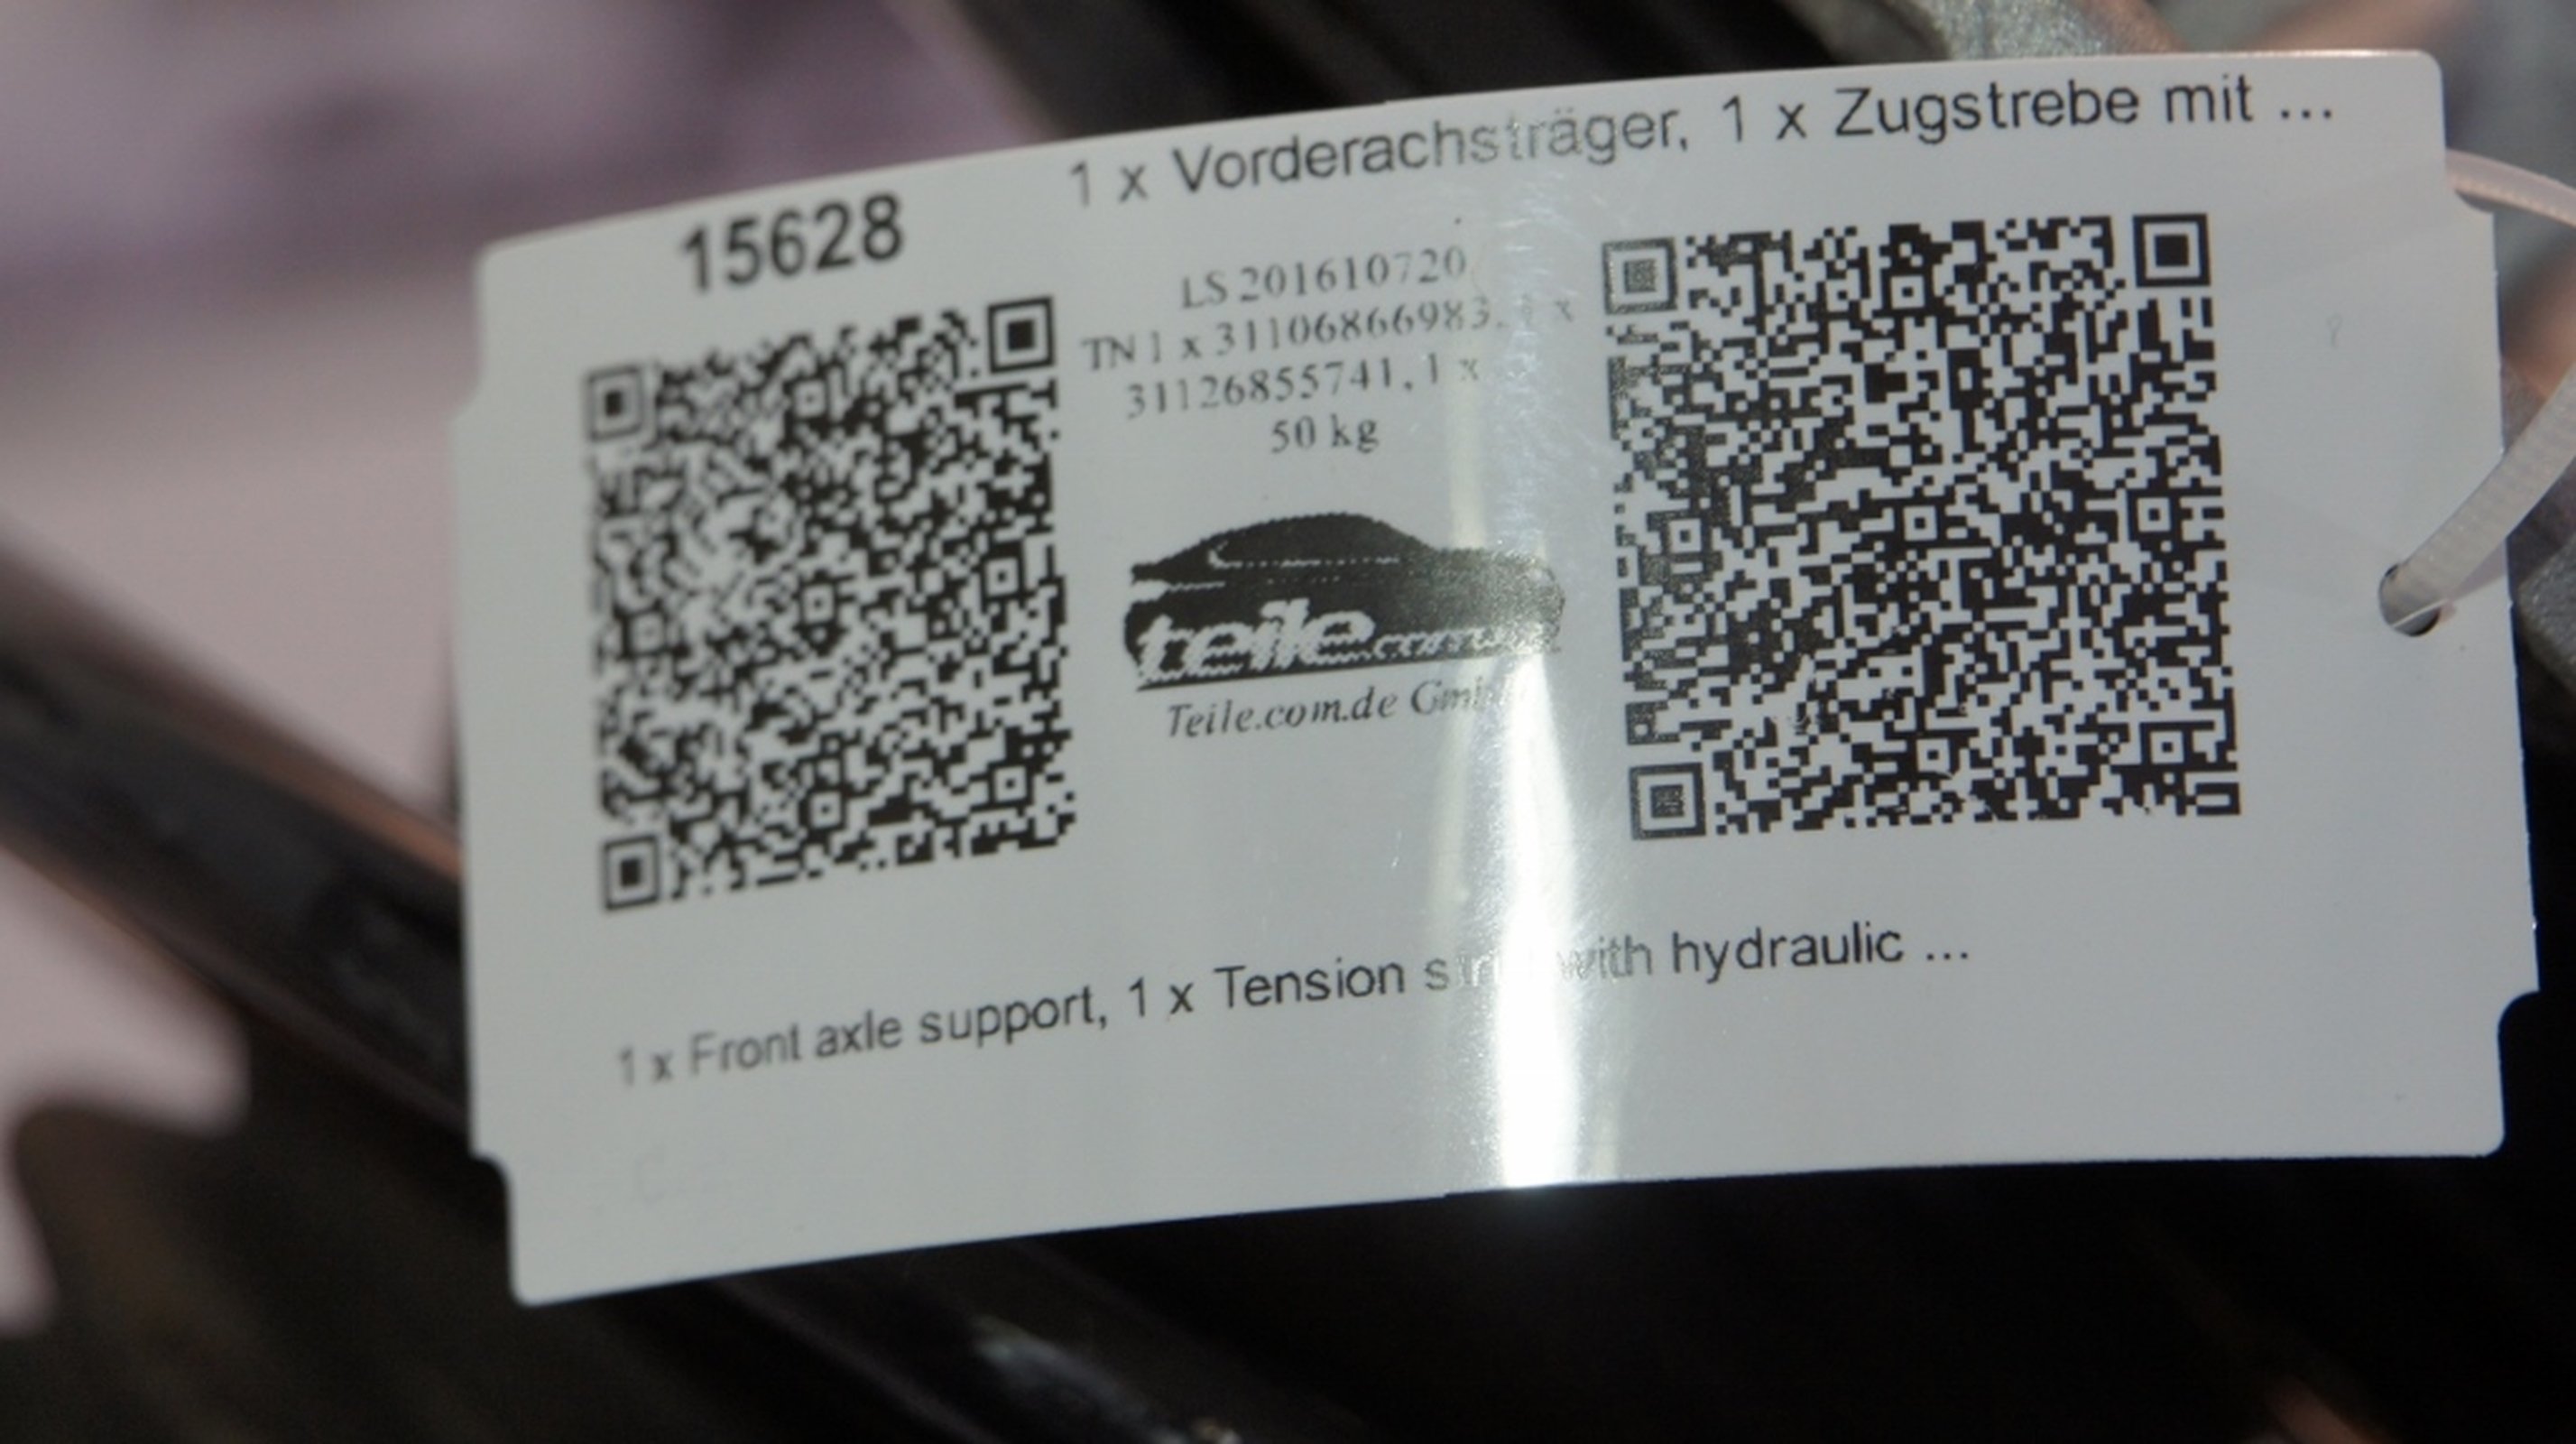 1 x Vorderachsträger, 1 x Zugstrebe mit ...
15628
LS 201610720
TN 1 x 31106866983, 1 x
31126855741, 1 x
50 kg
teile
Teile.com.de
1 x Front axle support, 1 x Tension with hydraulic ...